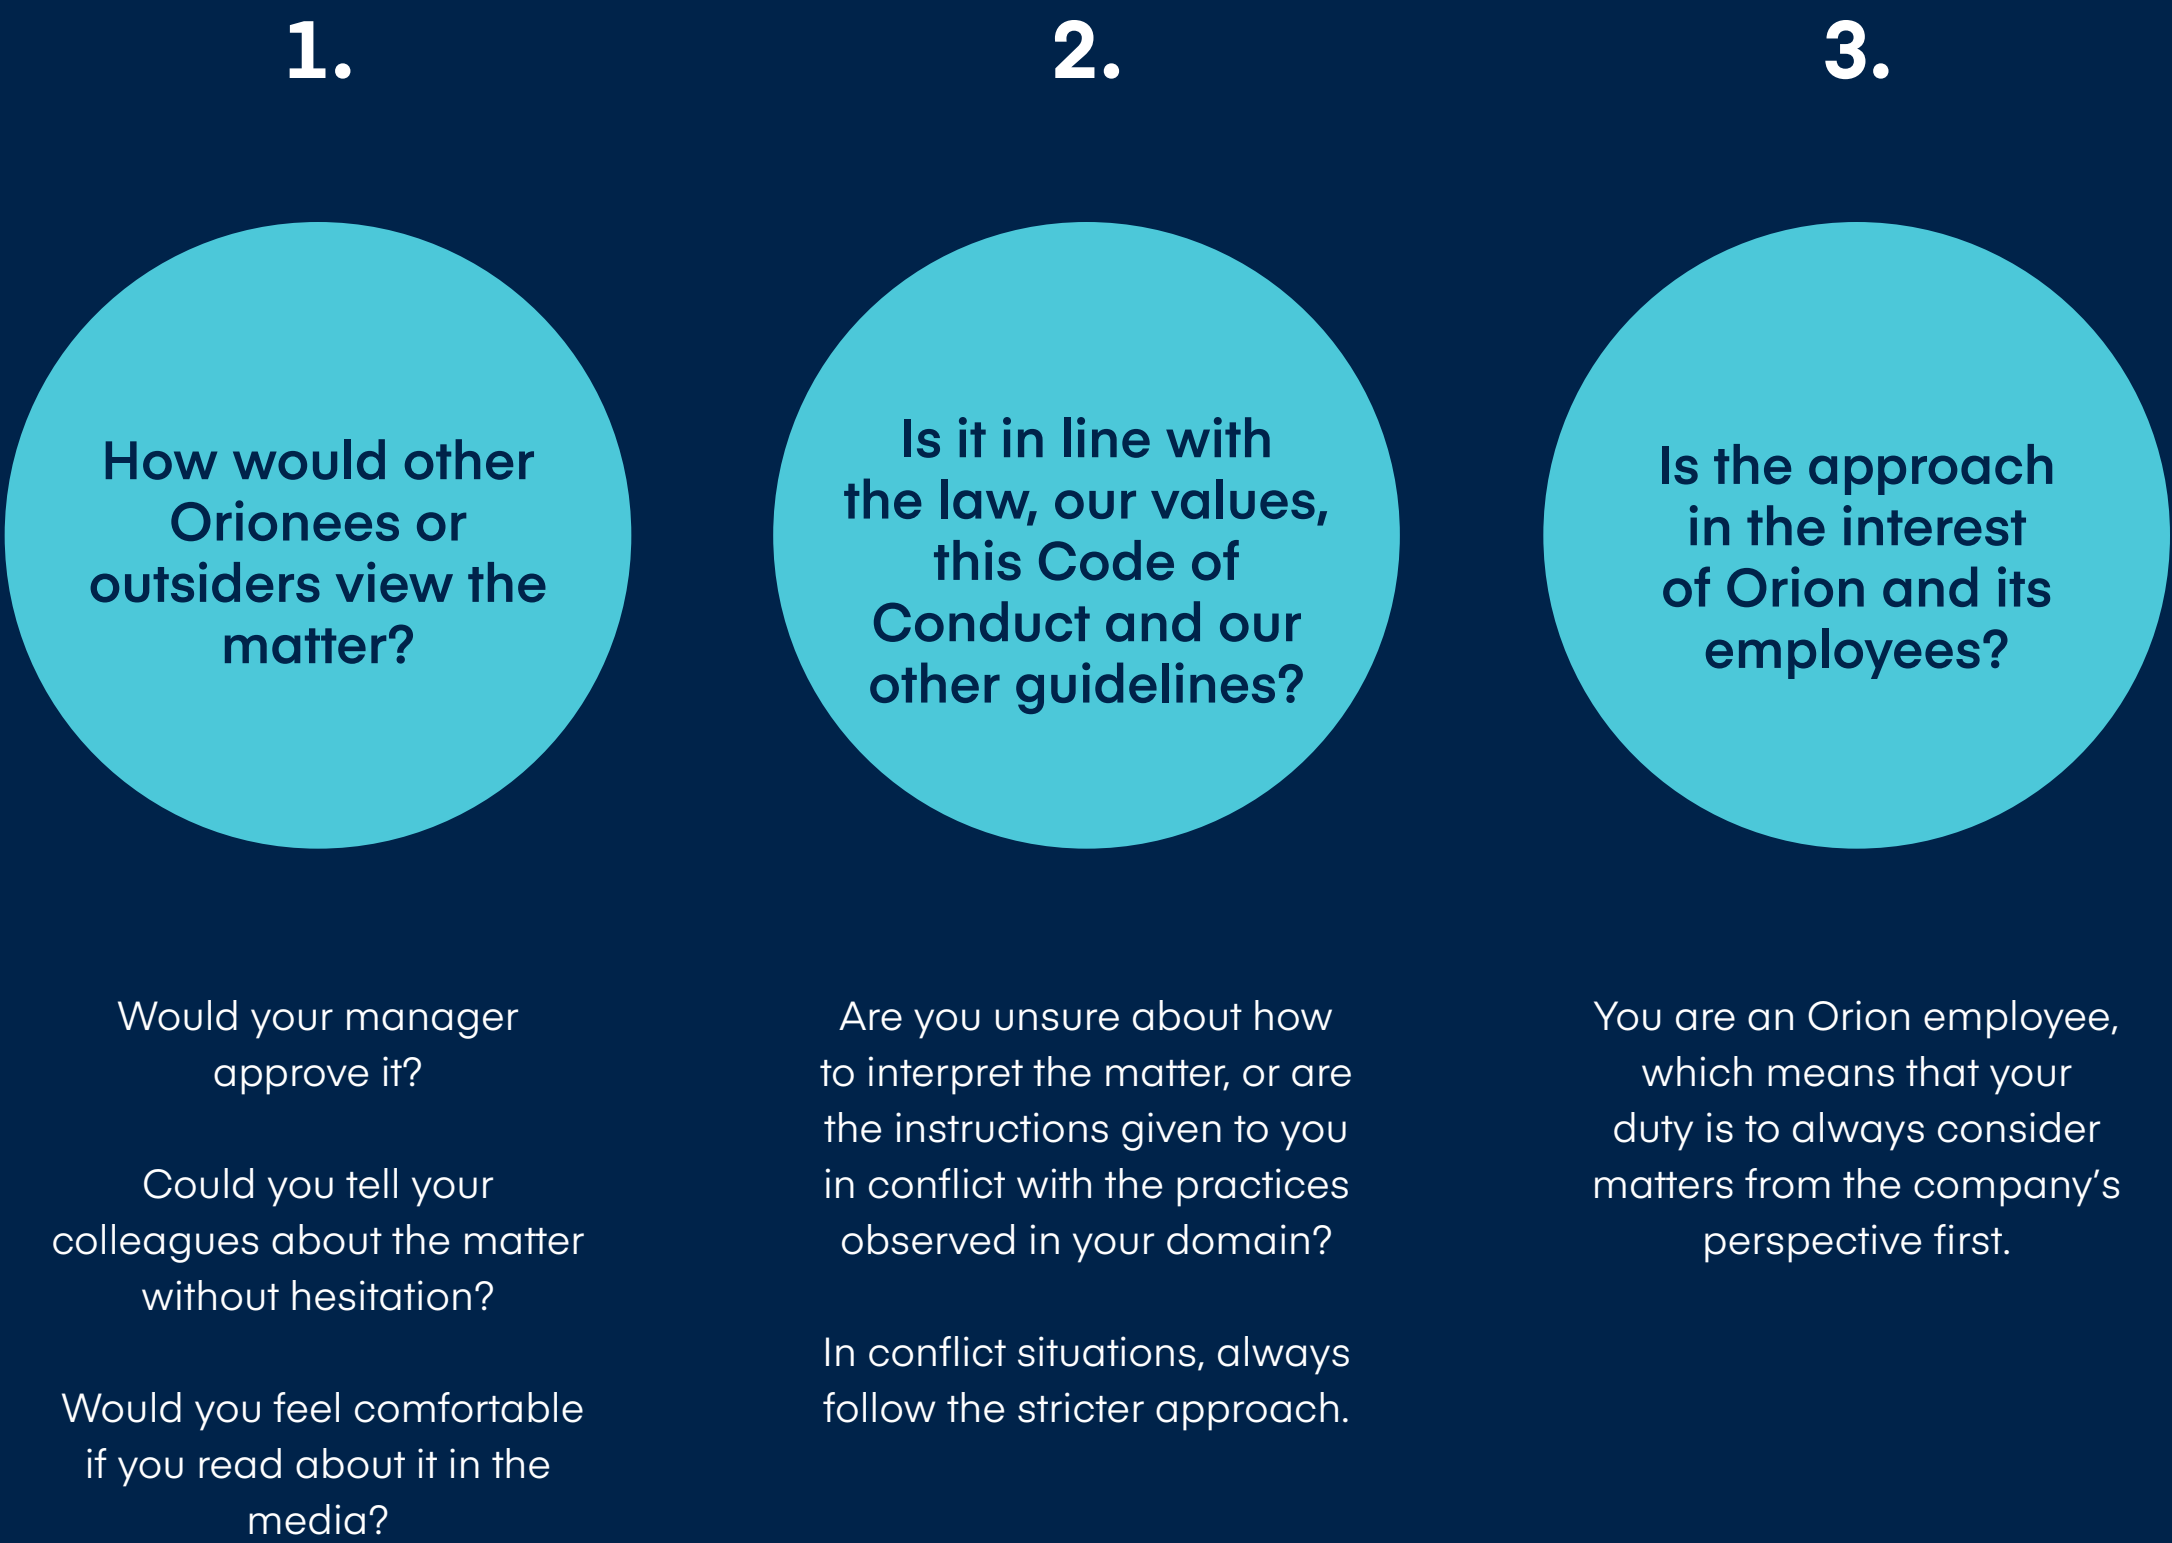 1.
How would other
Orionees or
outsiders view the
matter?
Would your manager
approve it?
Could you tell your
colleagues about the matter
without hesitation?
Would you feel comfortable
if you read about it in the
media?
2.
Is it in line with
the law, our values,
this Code of
Conduct and our
other guidelines?
Are you unsure about how
to interpret the matter, or are
the instructions given to you
in conflict with the practices
observed in your domain?
In conflict situations, always
follow the stricter approach.
3.
Is the approach
in the interest
of Orion and its
employees?
You are an Orion employee,
which means that your
duty is to always consider
matters from the company’s
perspective first.